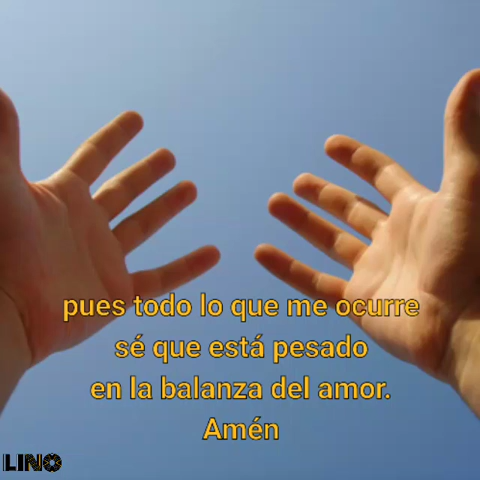 pues todo lo que me ocurre
sé que está pesado
en la balanza del amor.
Amén
LINO